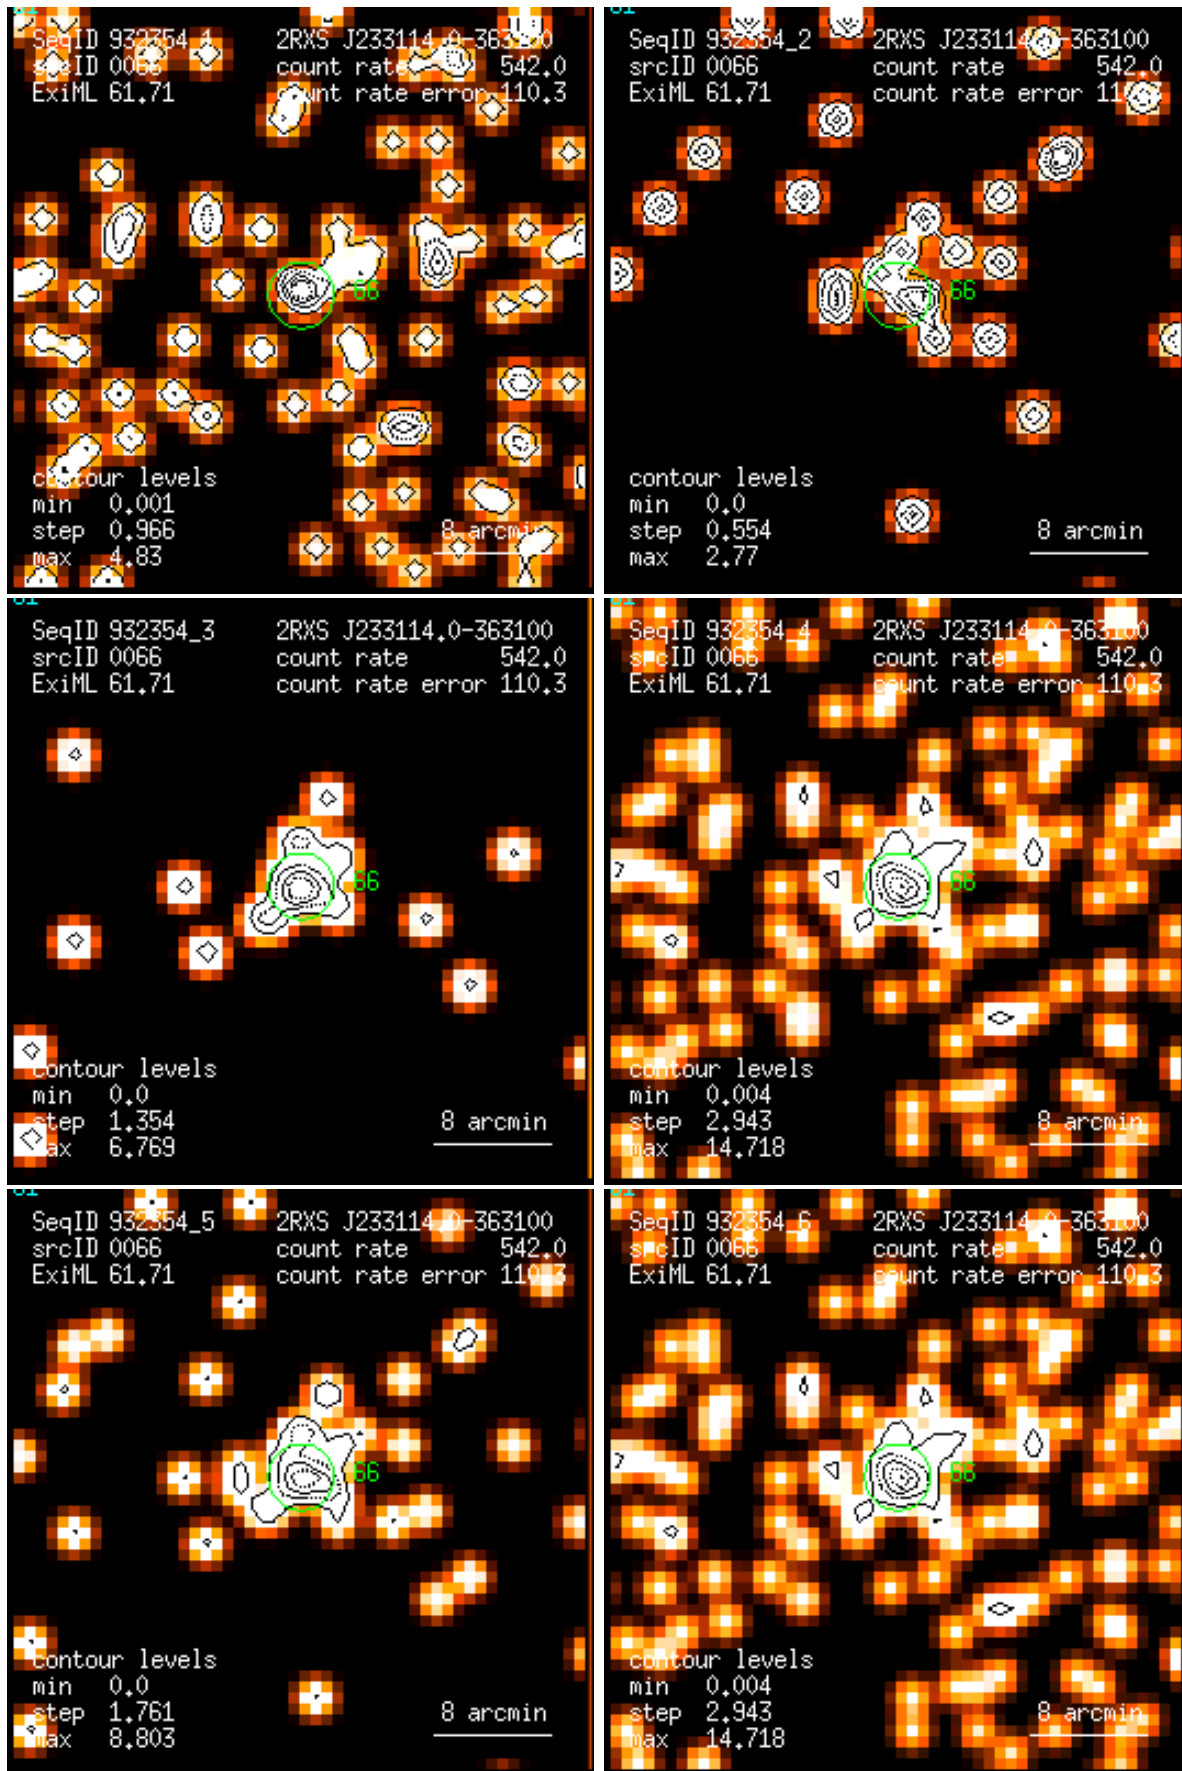 SeqID 932354_1 2RXS J233114.0-363100
srcID 0066 count rate 542.0
ExiML 61.71 count rate error 110.3
66
contour levels
min 0.001
step 0.966 8 arcmin
max 4.83
SeqID 932354_2 2RXS J233114.0-363100
srcID 0066 count rate 542.0
ExiML 61.71 count rate error 110.3
66
contour levels
min 0.0
step 0.554 8 arcmin
max 2.77
SeqID 932354_3 2RXS J233114.0-363100
srcID 0066 count rate 542.0
ExiML 61.71 count rate error 110.3
66
contour levels
min 0.0
step 1.354 8 arcmin
max 6.769
SeqID 932354_4 2RXS J233114.0-363100
srcID 0066 count rate 542.0
ExiML 61.71 count rate error 110.3
66
contour levels
min 0.004
step 2.943 8 arcmin
max 14.718
SeqID 932354_5 2RXS J233114.0-363100
srcID 0066 count rate 542.0
ExiML 61.71 count rate error 110.3
66
contour levels
min 0.0
step 1.761 8 arcmin
max 8.803
SeqID 932354_6 2RXS J233114.0-363100
srcID 0066 count rate 542.0
ExiML 61.71 count rate error 110.3
66
contour levels
min 0.004
step 2.943 8 arcmin
max 14.718